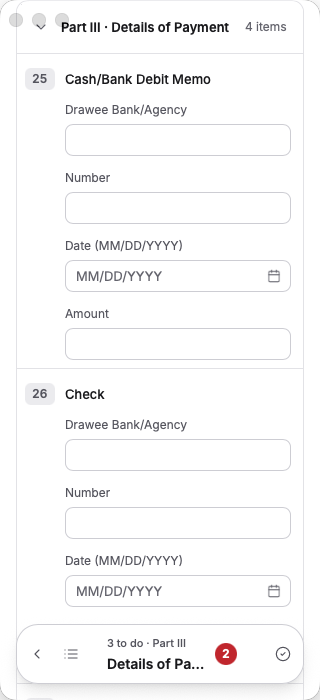 Part III · Details of Payment 4 items
25 Cash/Bank Debit Memo
Drawee Bank/Agency
Number
Date (MM/DD/YYYY)
MM/DD/YYYY
Amount
26 Check
Drawee Bank/Agency
Number
Date (MM/DD/YYYY)
MM/DD/YYYY
3 to do · Part III
Details of Pa... 2